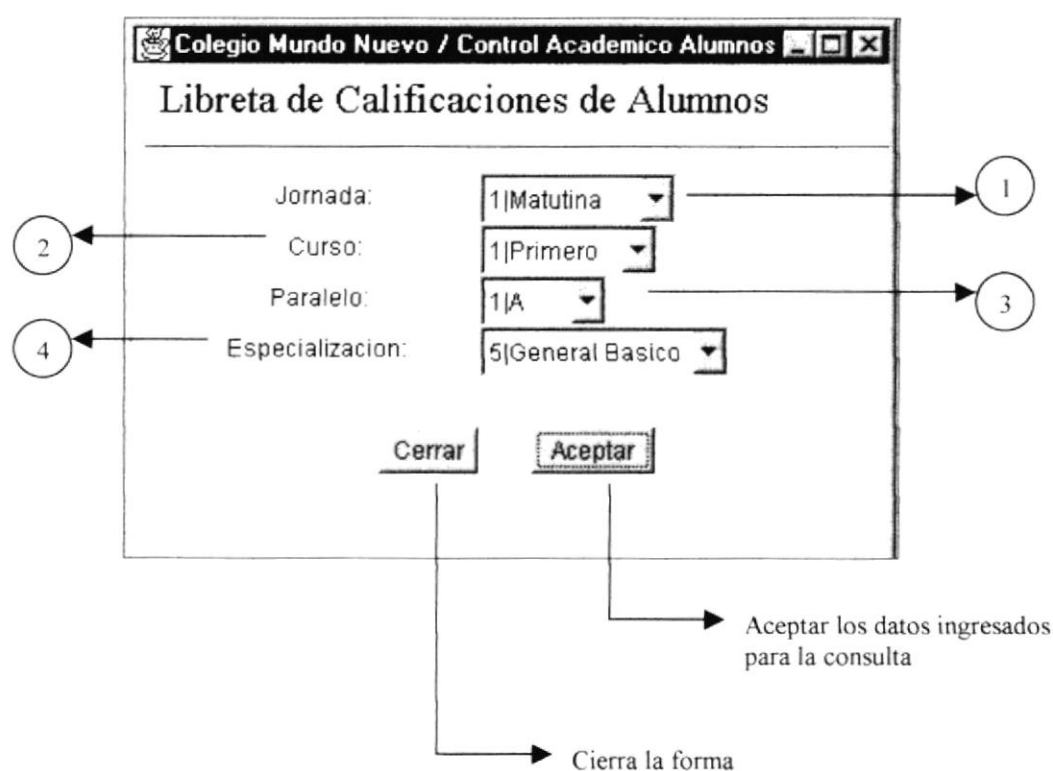 Colegio Mundo Nuevo / Control Academico Alumnos
Libreta de Calificaciones de Alumnos
Jornada: 1|Matutina 1
2 Curso: 1|Primero
Paralelo: 1|A 3
4 Especializacion: 5|General Basico
Cerrar Aceptar
Aceptar los datos ingresados
para la consulta
Cierra la forma